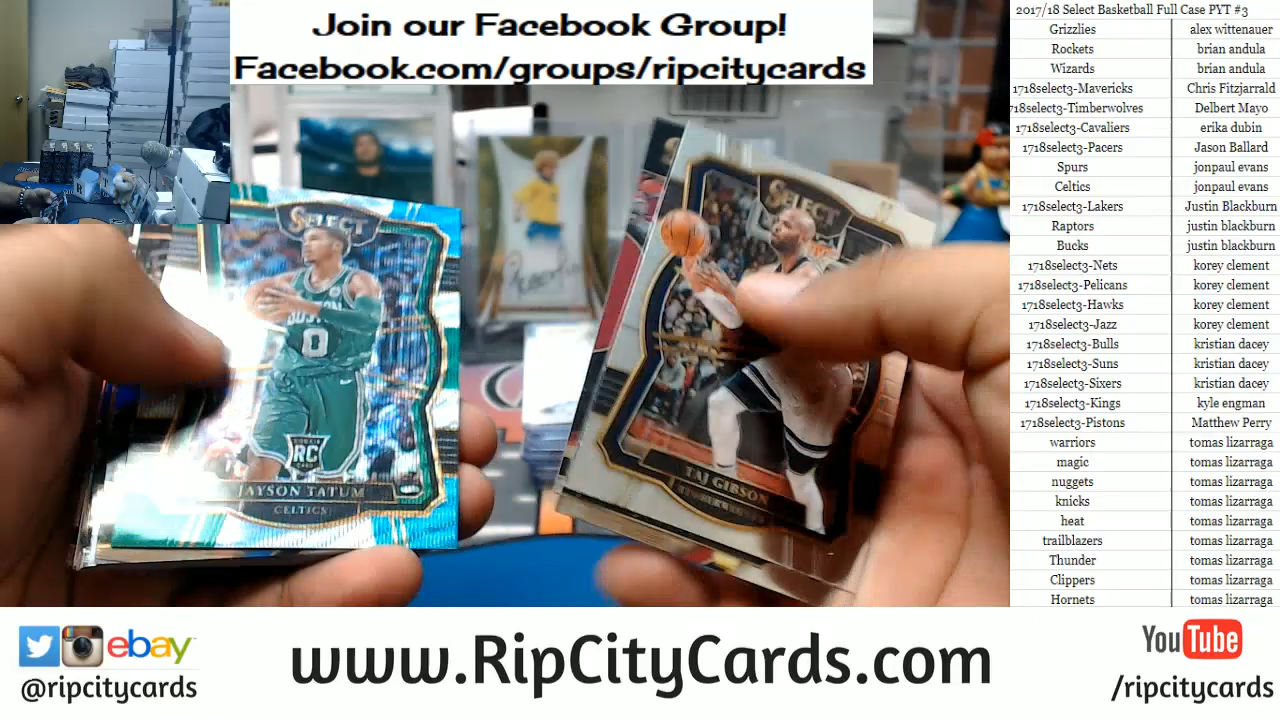 Join our Facebook Group!
Facebook.com/groups/ripcitycards
2017/18 Select Basketball Full Case PYT #3
Grizzlies alex wittenauer
Rockets brian andula
Wizards brian andula
1718select3-Mavericks Chris Fitzjarrald
718select3-Timberwolves Delbert Mayo
1718select3-Cavaliers erika dubin
1718select3-Pacers Jason Ballard
Spurs jonpaul evans
Celtics jonpaul evans
1718select3-Lakers Justin Blackburn
Raptors justin blackburn
Bucks justin blackburn
1718select3-Nets korey clement
1718select3-Pelicans korey clement
1718select3-Hawks korey clement
1718select3-Jazz korey clement
1718select3-Bulls kristian dacey
1718select3-Suns kristian dacey
1718select3-Sixers kristian dacey
1718select3-Kings kyle engman
1718select3-Pistons Matthew Perry
warriors tomas lizarraga
magic tomas lizarraga
nuggets tomas lizarraga
knicks tomas lizarraga
heat tomas lizarraga
trailblazers tomas lizarraga
Thunder tomas lizarraga
Clippers tomas lizarraga
Hornets tomas lizarraga
SELECT
BOSTON
0
RC
JAYSON TATUM
CELTICS
SELECT
TAJ GIBSON
ebay
@ripcitycards
www.RipCityCards.com
YouTube
/ripcitycards